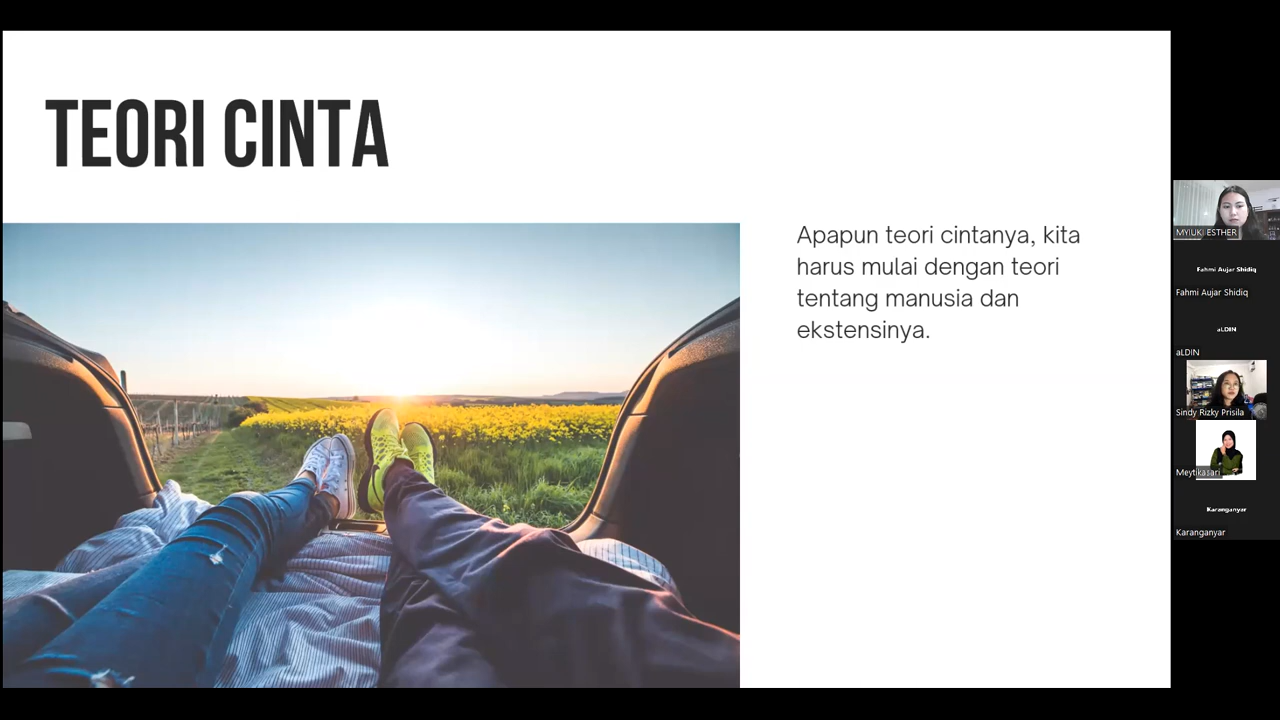 TEORI CINTA
Apapun teori cintanya, kita
harus mulai dengan teori
tentang manusia dan
ekstensinya.
MYIUKI ESTHER
Fahmi Aujar Shidiq
Fahmi Aujar Shidiq
aLDIN
aLDIN
Sindy Rizky Prisila
Meytikasari
Karanganyar
Karanganyar